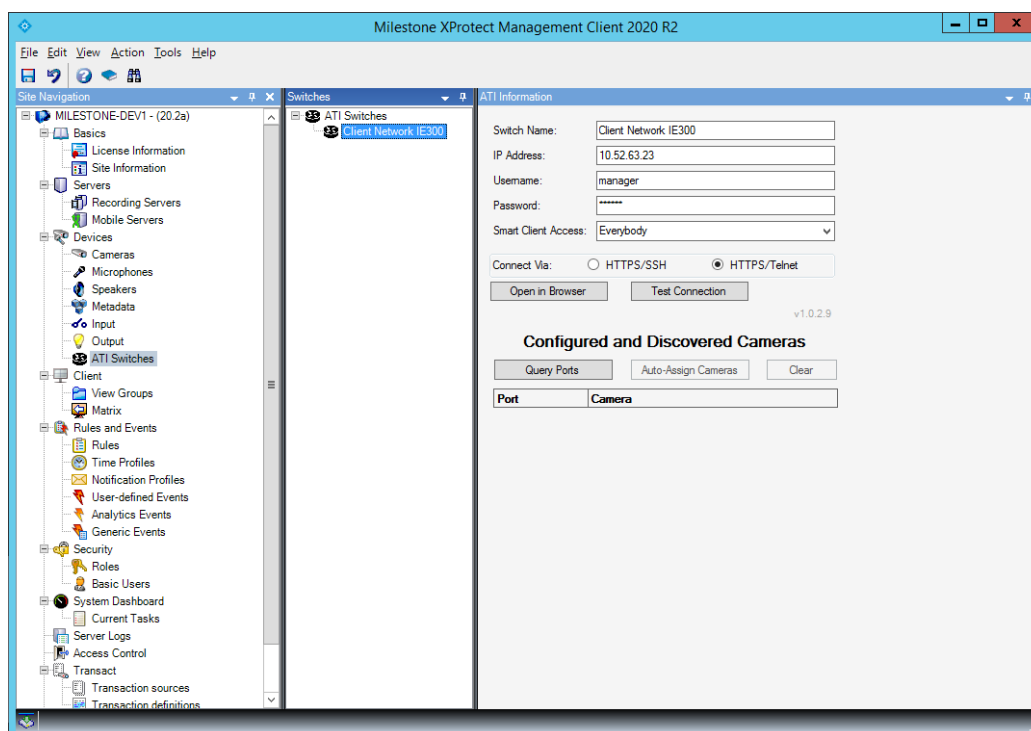 Milestone XProtect Management Client 2020 R2
File Edit View Action Tools Help
Site Navigation
MILESTONE-DEV1 - (20.2a)
Basics
License Information
Site Information
Servers
Recording Servers
Mobile Servers
Devices
Cameras
Microphones
Speakers
Metadata
Input
Output
ATI Switches
Client
View Groups
Matrix
Rules and Events
Rules
Time Profiles
Notification Profiles
User-defined Events
Analytics Events
Generic Events
Security
Roles
Basic Users
System Dashboard
Current Tasks
Server Logs
Access Control
Transact
Transaction sources
Transaction definitions
Switches
ATI Switches
Client Network IE300
ATI Information
Switch Name: Client Network IE300
IP Address: 10.52.63.23
Username: manager
Password: ******
Smart Client Access: Everybody
Connect Via: HTTPS/SSH HTTPS/Telnet
Open in Browser Test Connection
v1.0.2.9
Configured and Discovered Cameras
Query Ports Auto-Assign Cameras Clear
Port Camera